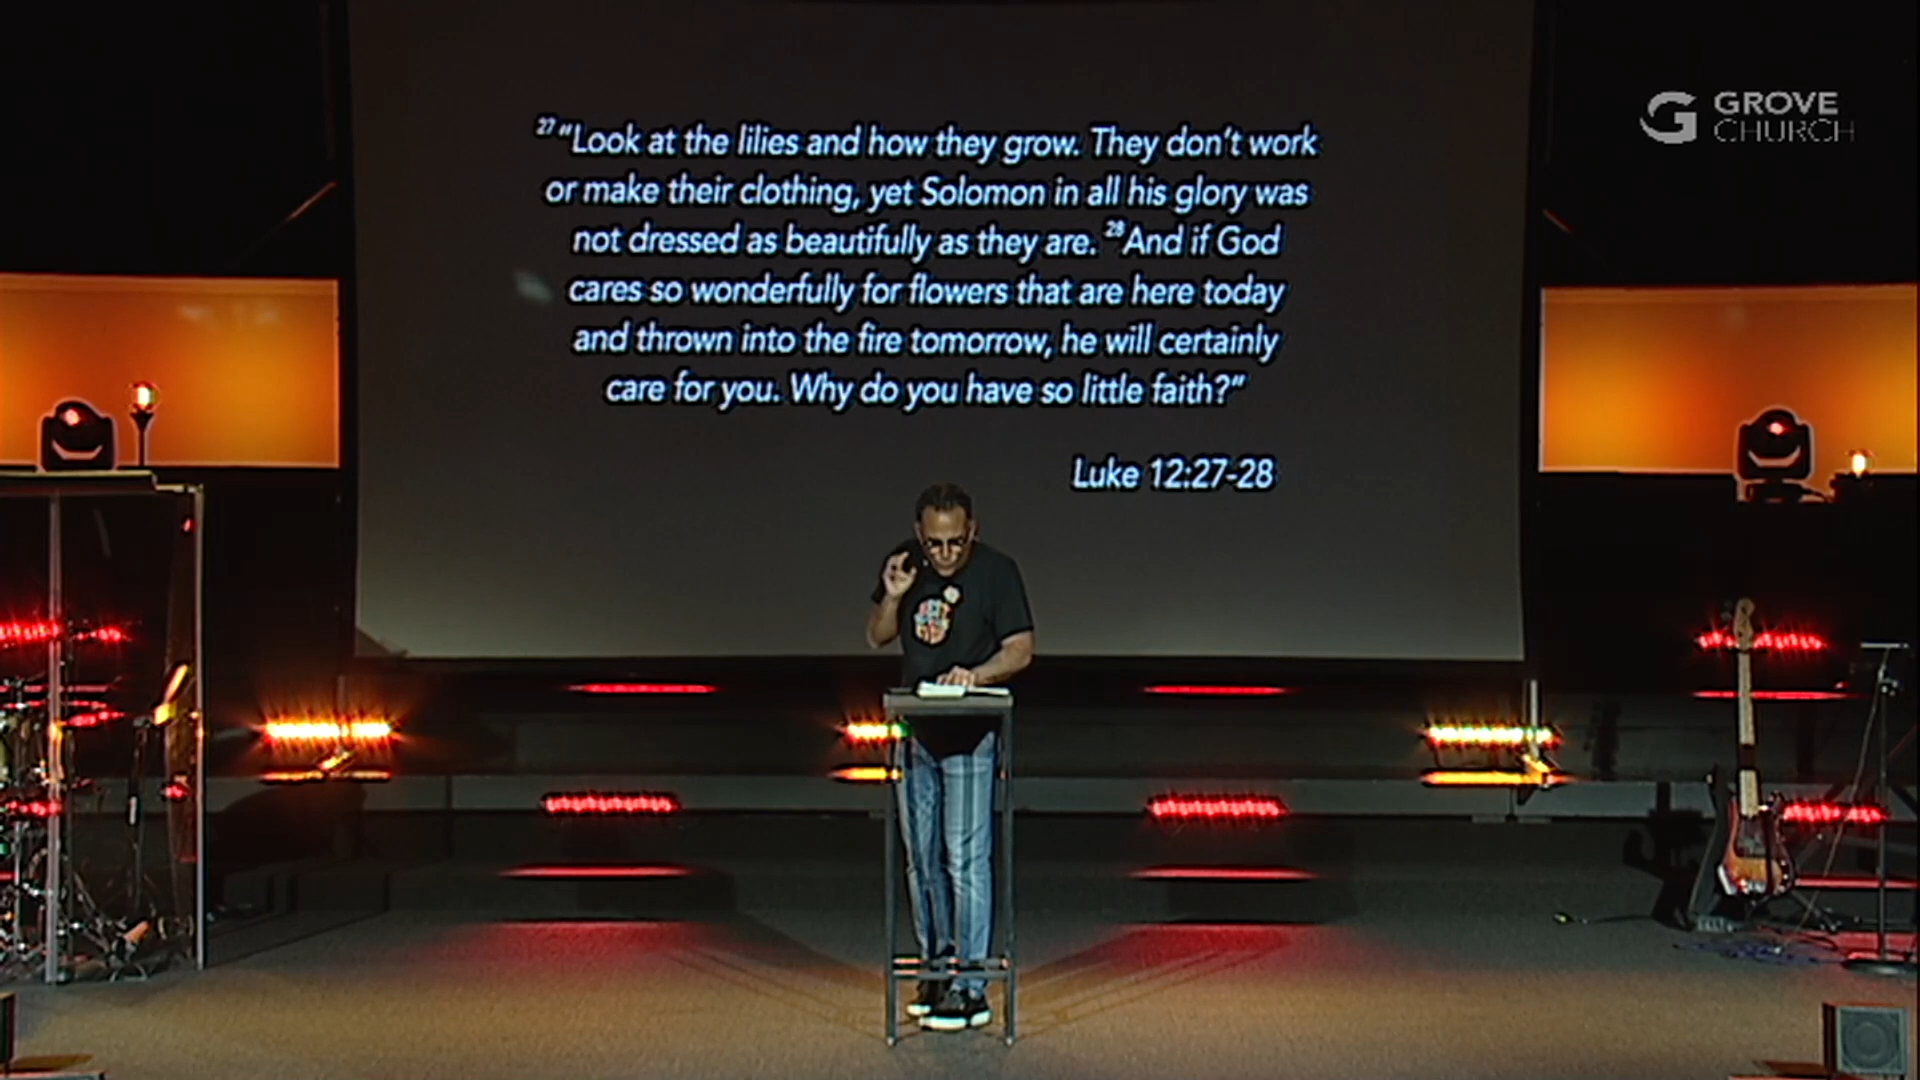 GROVE
CHURCH
27 “Look at the lilies and how they grow. They don’t work
or make their clothing, yet Solomon in all his glory was
not dressed as beautifully as they are. 28 And if God
cares so wonderfully for flowers that are here today
and thrown into the fire tomorrow, he will certainly
care for you. Why do you have so little faith?”
Luke 12:27-28